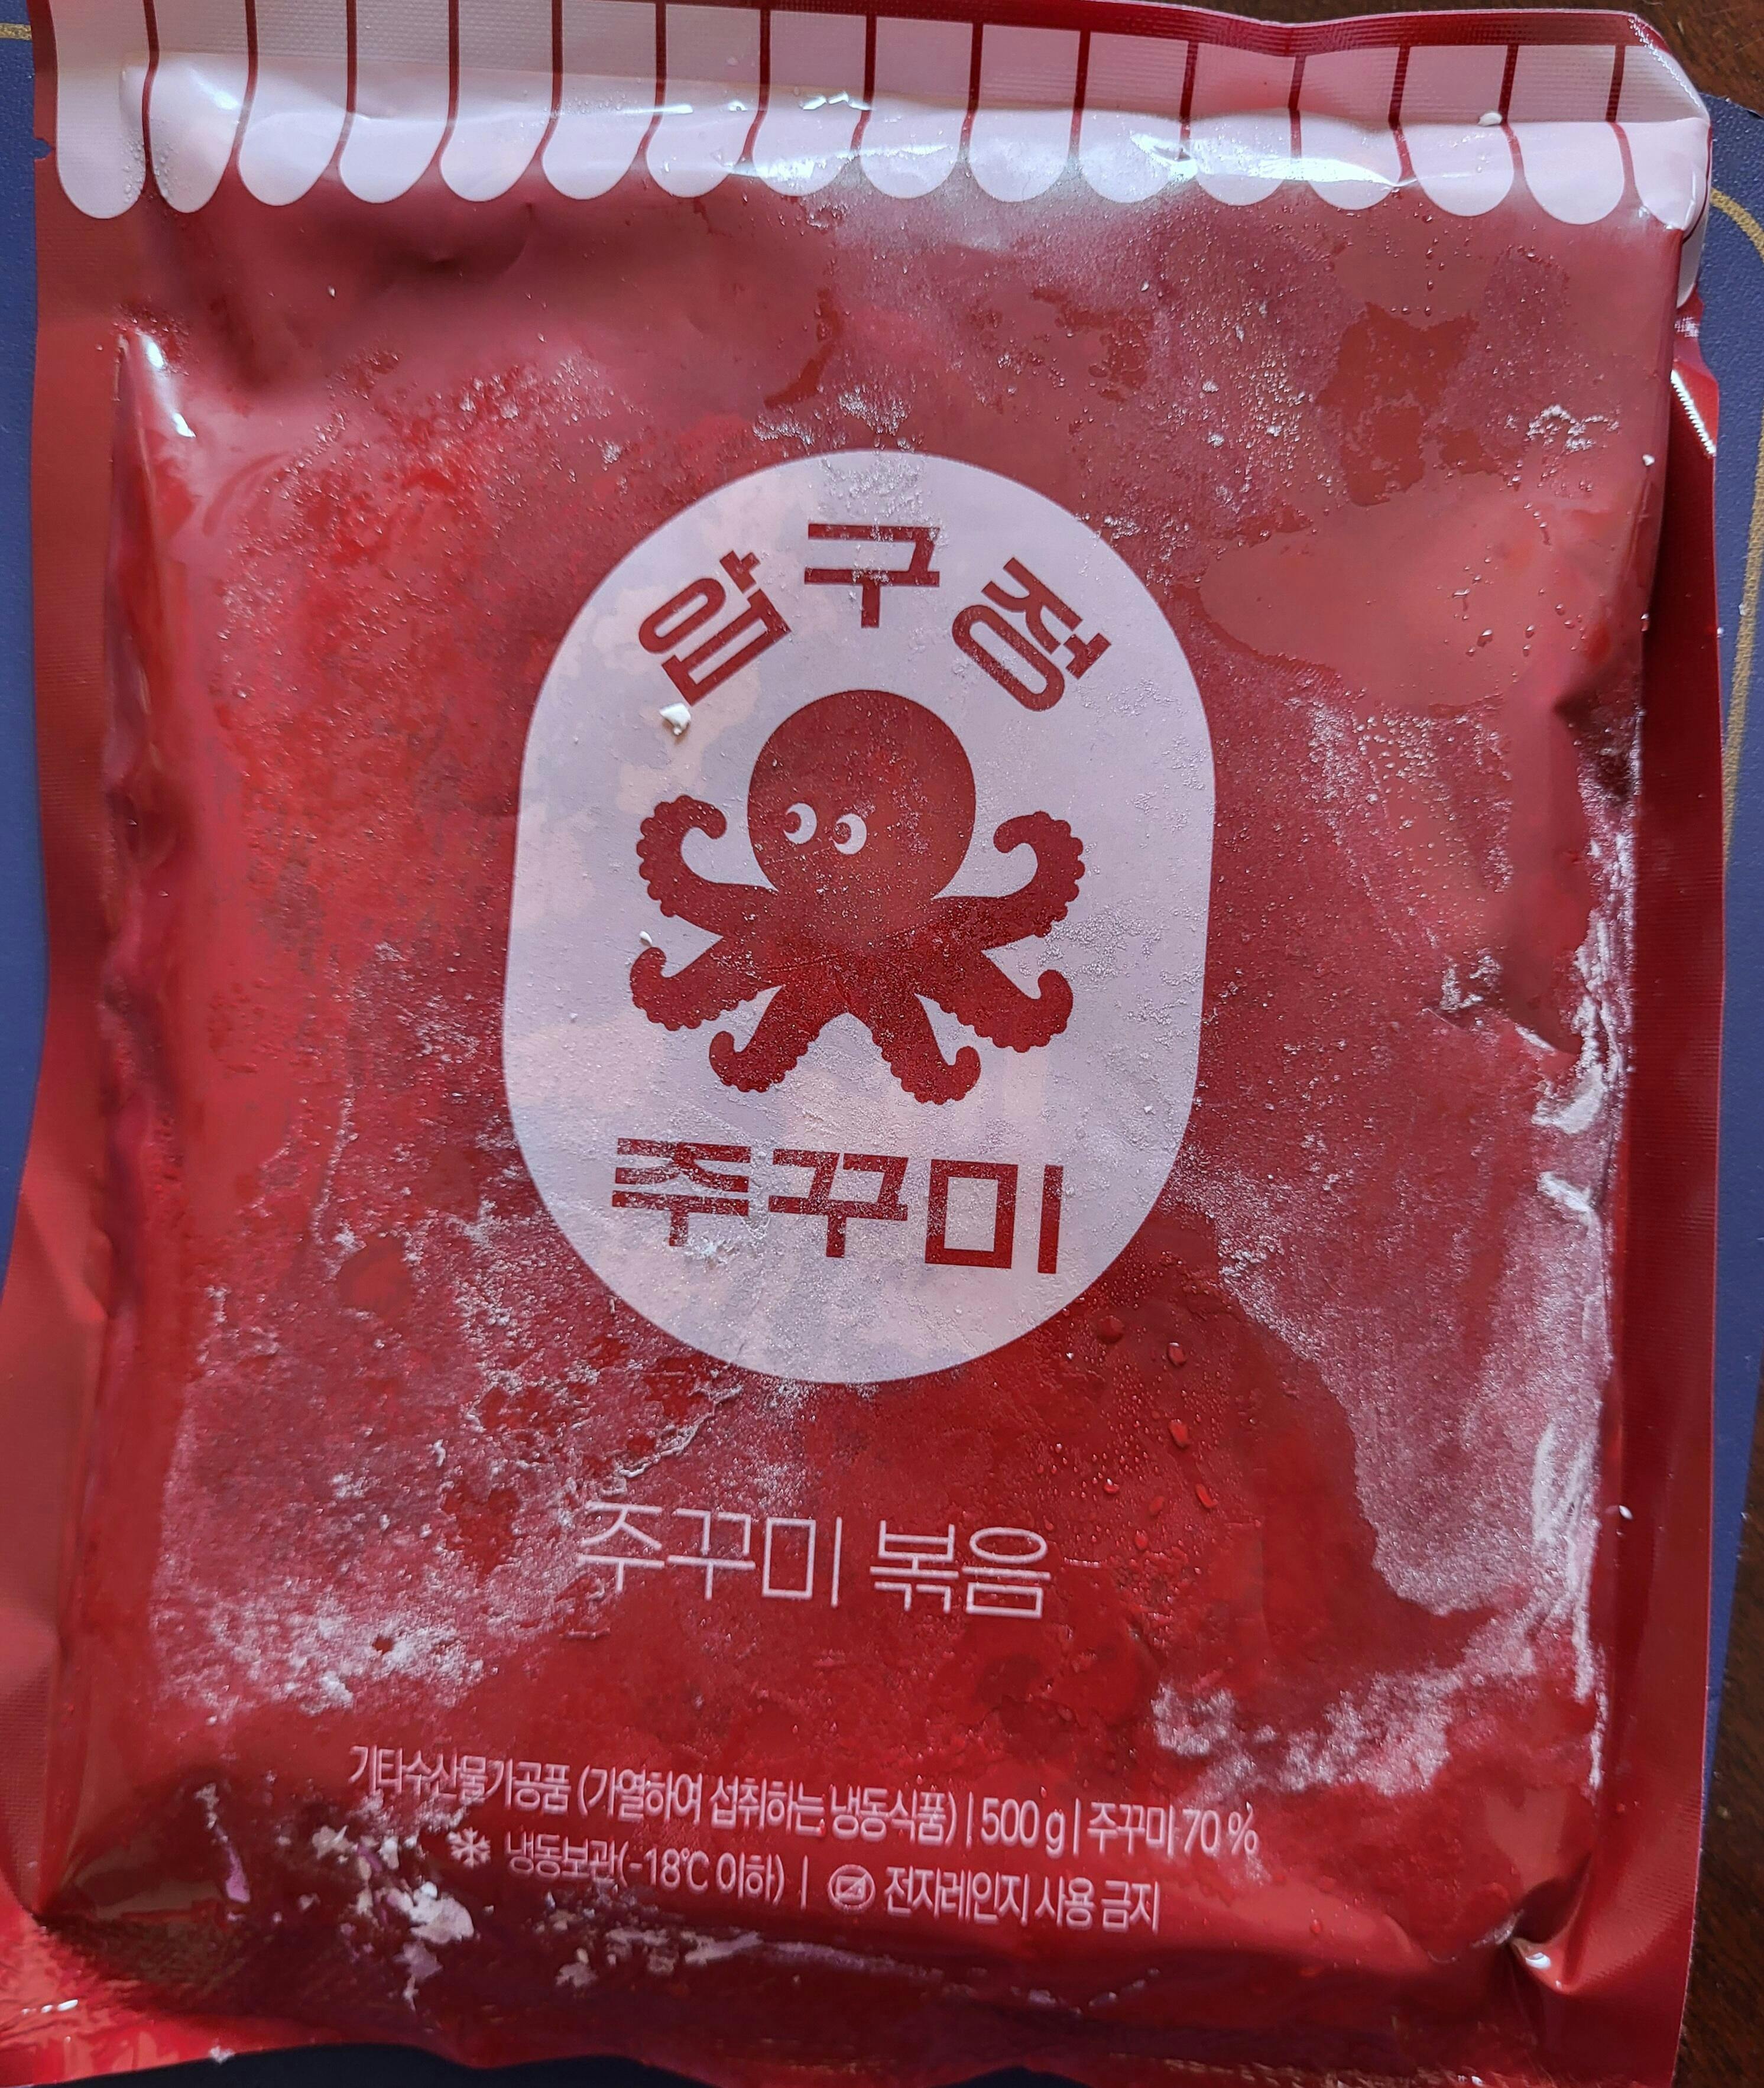 압구정
주꾸미
주꾸미 볶음
기타수산물가공품 (가열하여 섭취하는 냉동식품) | 500 g | 주꾸미 70 %
냉동보관(-18℃ 이하) | 전자레인지 사용 금지